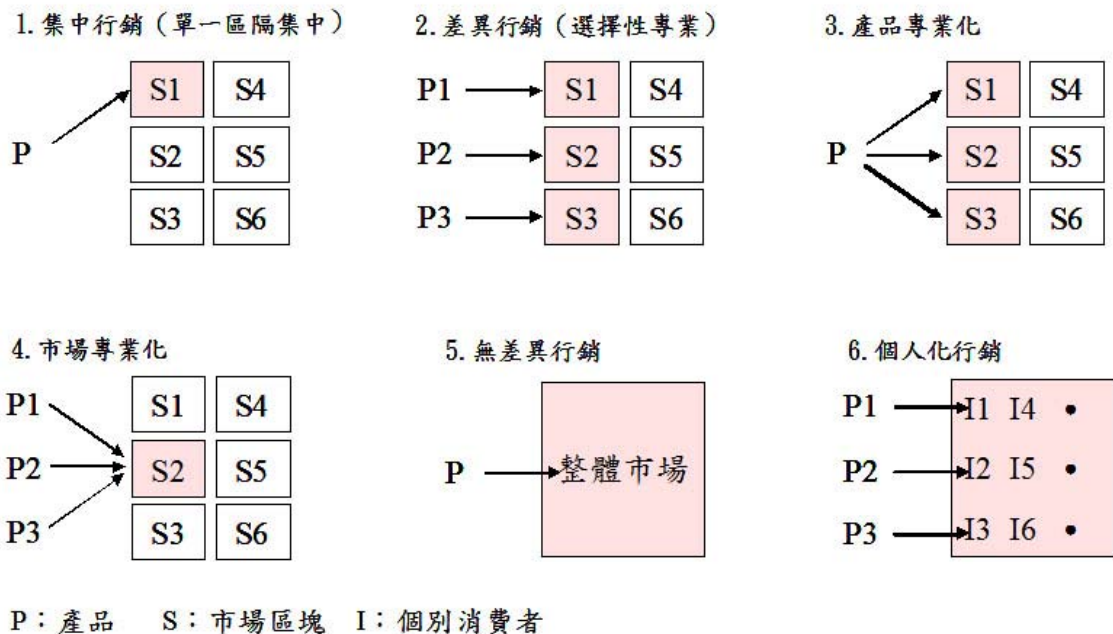 1.集中行銷（單一區隔集中）
2.差異行銷（選擇性專業）
3.產品專業化
P
S1 S4
S2 S5
S3 S6
P1 S1 S4
P2 S2 S5
P3 S3 S6
P
S1 S4
S2 S5
S3 S6
4.市場專業化
5.無差異行銷
6.個人化行銷
P1 S1 S4
P2 S2 S5
P3 S3 S6
P 整體市場
P1 I1 I4 •
P2 I2 I5 •
P3 I3 I6 •
P：產品 S：市場區塊 I：個別消費者